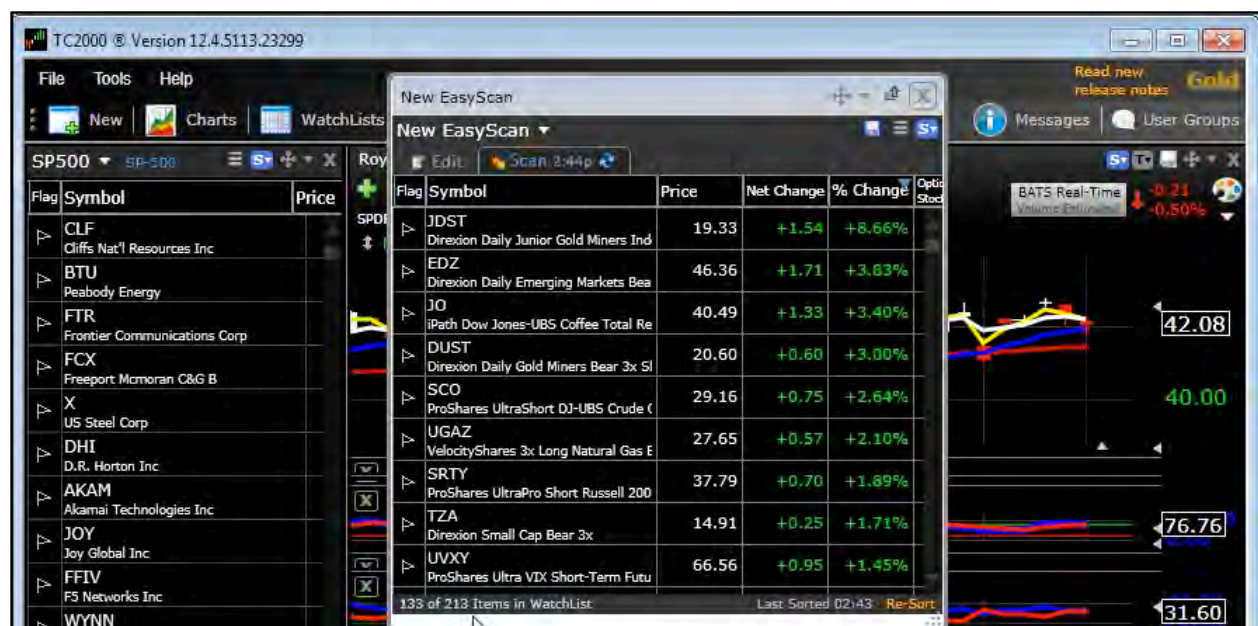 TC2000 ® Version 12.4.5113.23299
File Tools Help
Read new release notes
Gold
New Charts WatchLists
Messages User Groups
SP500 SP-500
Flag Symbol Price
CLF
Cliffs Nat'l Resources Inc
BTU
Peabody Energy
FTR
Frontier Communications Corp
FCX
Freeport Mcmoran C&G B
X
US Steel Corp
DHI
D.R. Horton Inc
AKAM
Akamai Technologies Inc
JOY
Joy Global Inc
FFIV
F5 Networks Inc
WYNN
Roy
SPDR
New EasyScan
New EasyScan
Edit Scan 2:44p
Flag Symbol Price Net Change % Change Optio Stock
JDST 19.33 +1.54 +8.66%
Direxion Daily Junior Gold Miners Ind
EDZ 46.36 +1.71 +3.83%
Direxion Daily Emerging Markets Bea
JO 40.49 +1.33 +3.40%
iPath Dow Jones-UBS Coffee Total Re
DUST 20.60 +0.60 +3.00%
Direxion Daily Gold Miners Bear 3x Sl
SCO 29.16 +0.75 +2.64%
ProShares UltraShort DJ-UBS Crude
UGAZ 27.65 +0.57 +2.10%
VelocityShares 3x Long Natural Gas E
SRTY 37.79 +0.70 +1.89%
ProShares UltraPro Short Russell 200
TZA 14.91 +0.25 +1.71%
Direxion Small Cap Bear 3x
UVXY 66.56 +0.95 +1.45%
ProShares Ultra VIX Short-Term Futu
133 of 213 Items in WatchList Last Sorted 02:43 Re-Sort
BATS Real-Time
-0.21
-0.50%
42.08
40.00
76.76
31.60